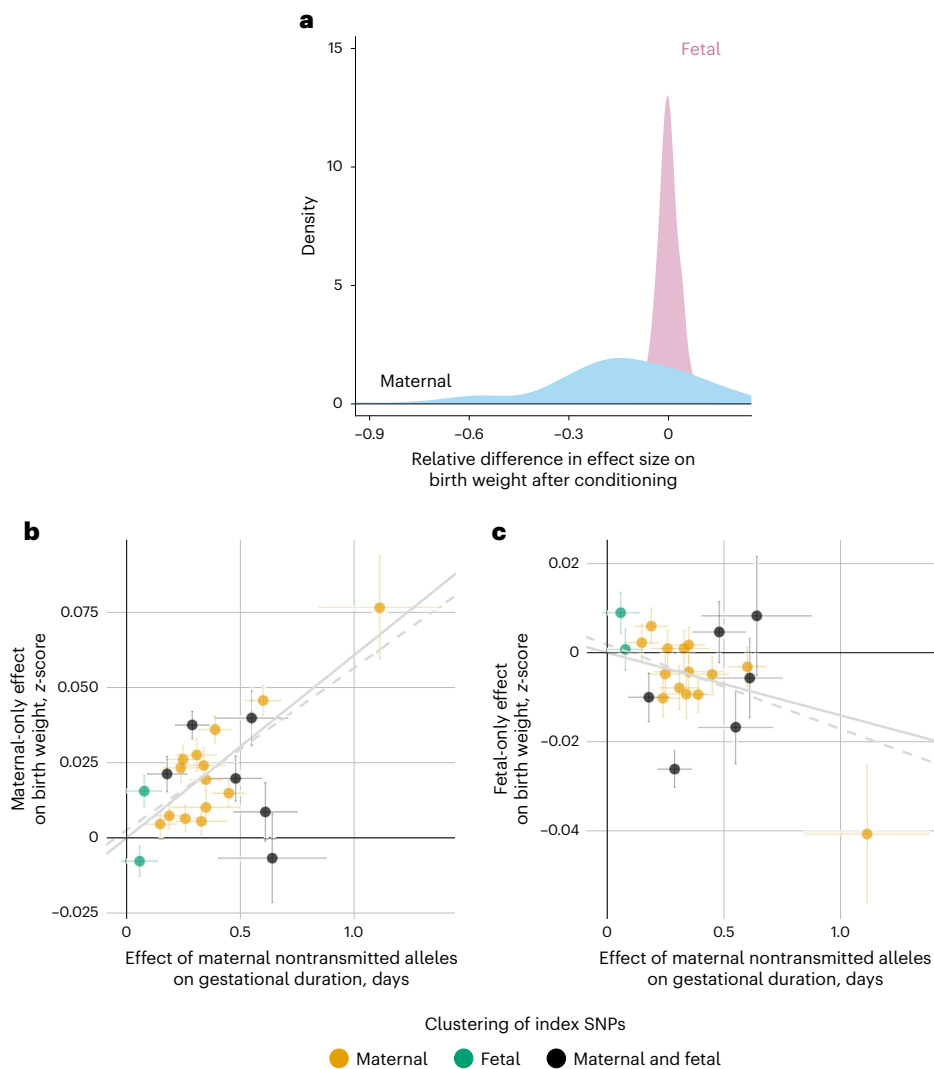 a
Fetal
Maternal
Density
15
10
5
0
–0.9
–0.6
–0.3
0
Relative difference in effect size on
birth weight after conditioning
b
Maternal-only effect
on birth weight, z-score
0.075
0.050
0.025
0
–0.025
0
0.5
1.0
Effect of maternal nontransmitted alleles
on gestational duration, days
c
Fetal-only effect
on birth weight, z-score
0.02
0
–0.02
–0.04
0
0.5
1.0
Effect of maternal nontransmitted alleles
on gestational duration, days
Clustering of index SNPs
Maternal
Fetal
Maternal and fetal